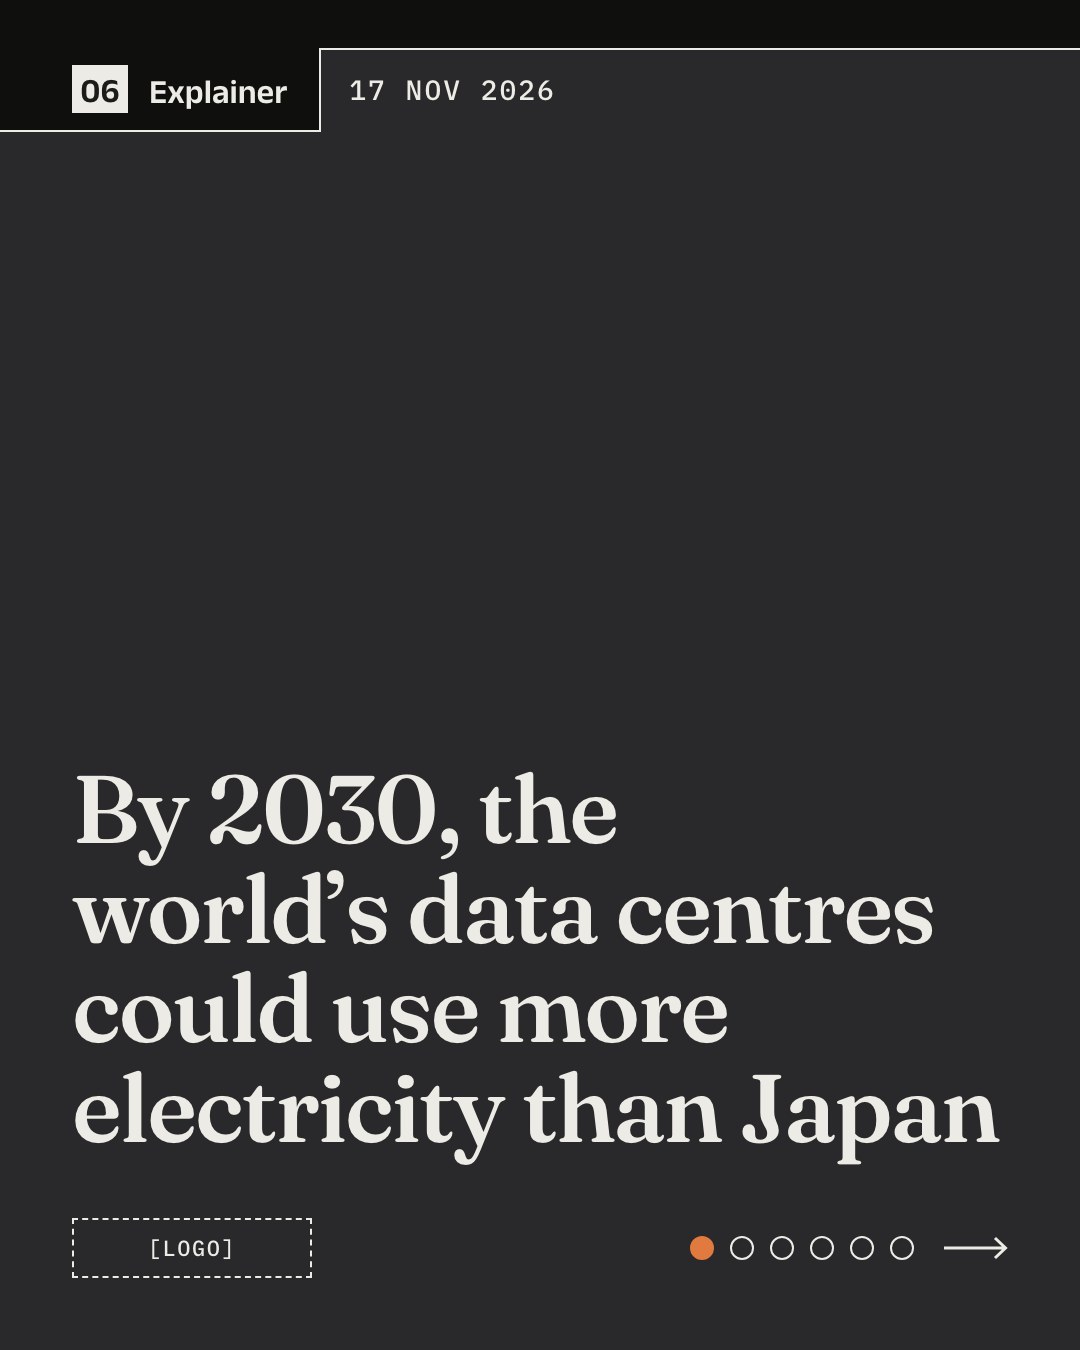 06 Explainer
17 NOV 2026
By 2030, the
world’s data centres
could use more
electricity than Japan
[LOGO]